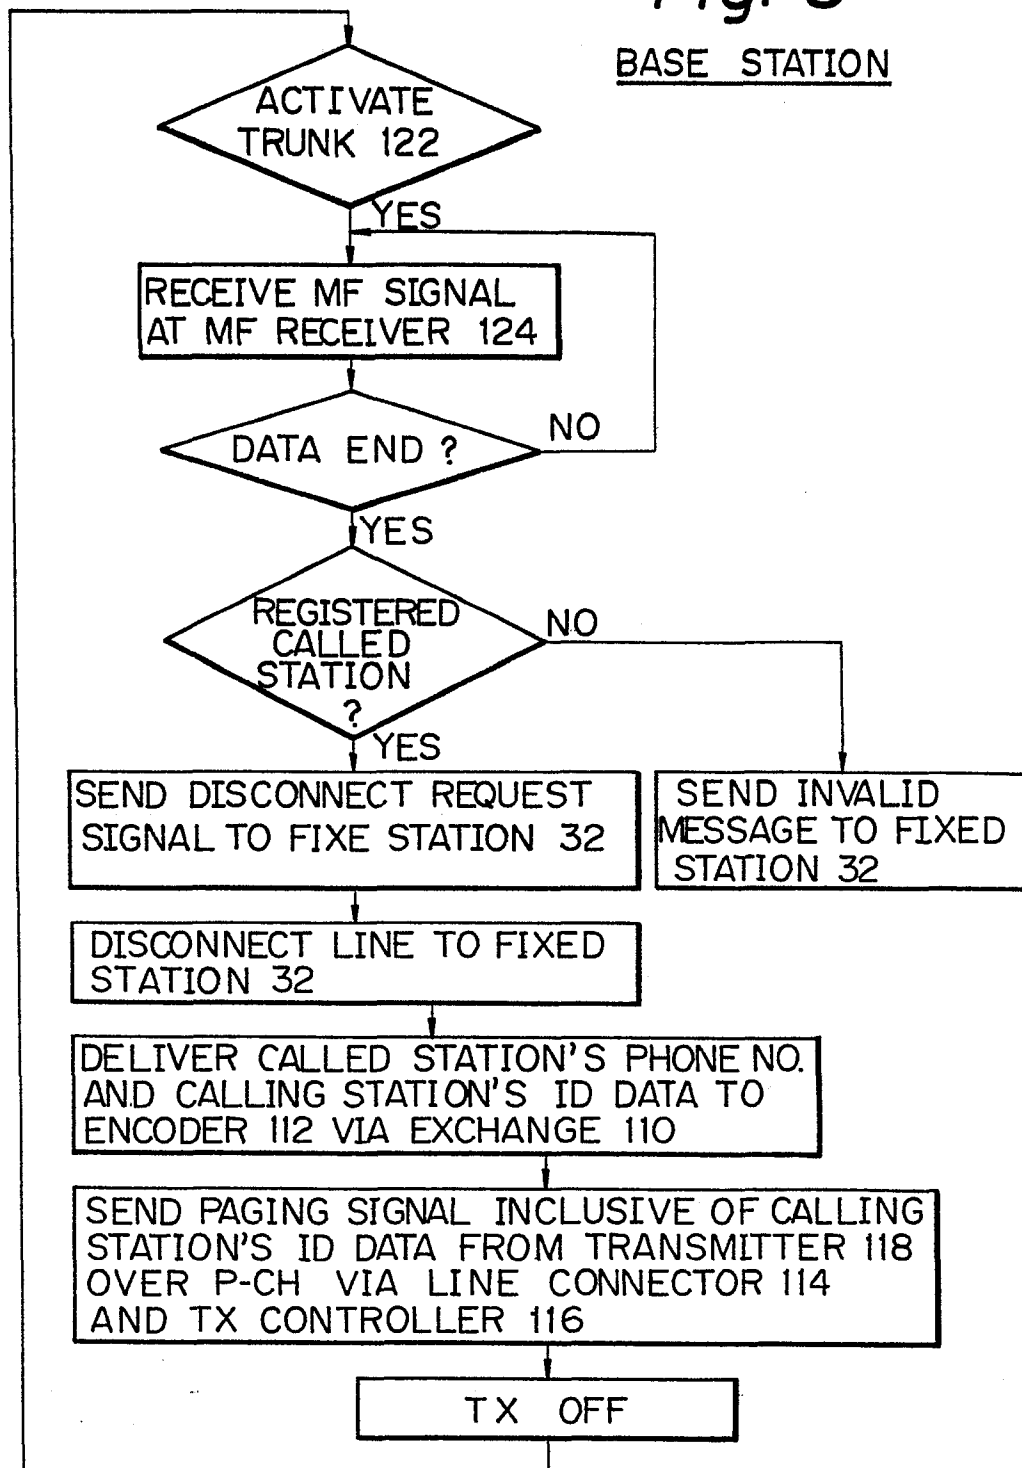 BASE STATION
ACTIVATE
TRUNK 122
YES
RECEIVE MF SIGNAL
AT MF RECEIVER 124
DATA END ?
NO
YES
REGISTERED
CALLED
STATION
?
NO
YES
SEND DISCONNECT REQUEST
SIGNAL TO FIXE STATION 32
SEND INVALID
MESSAGE TO FIXED
STATION 32
DISCONNECT LINE TO FIXED
STATION 32
DELIVER CALLED STATION'S PHONE NO.
AND CALLING STATION'S ID DATA TO
ENCODER 112 VIA EXCHANGE 110
SEND PAGING SIGNAL INCLUSIVE OF CALLING
STATION'S ID DATA FROM TRANSMITTER 118
OVER P-CH VIA LINE CONNECTOR 114
AND TX CONTROLLER 116
TX OFF